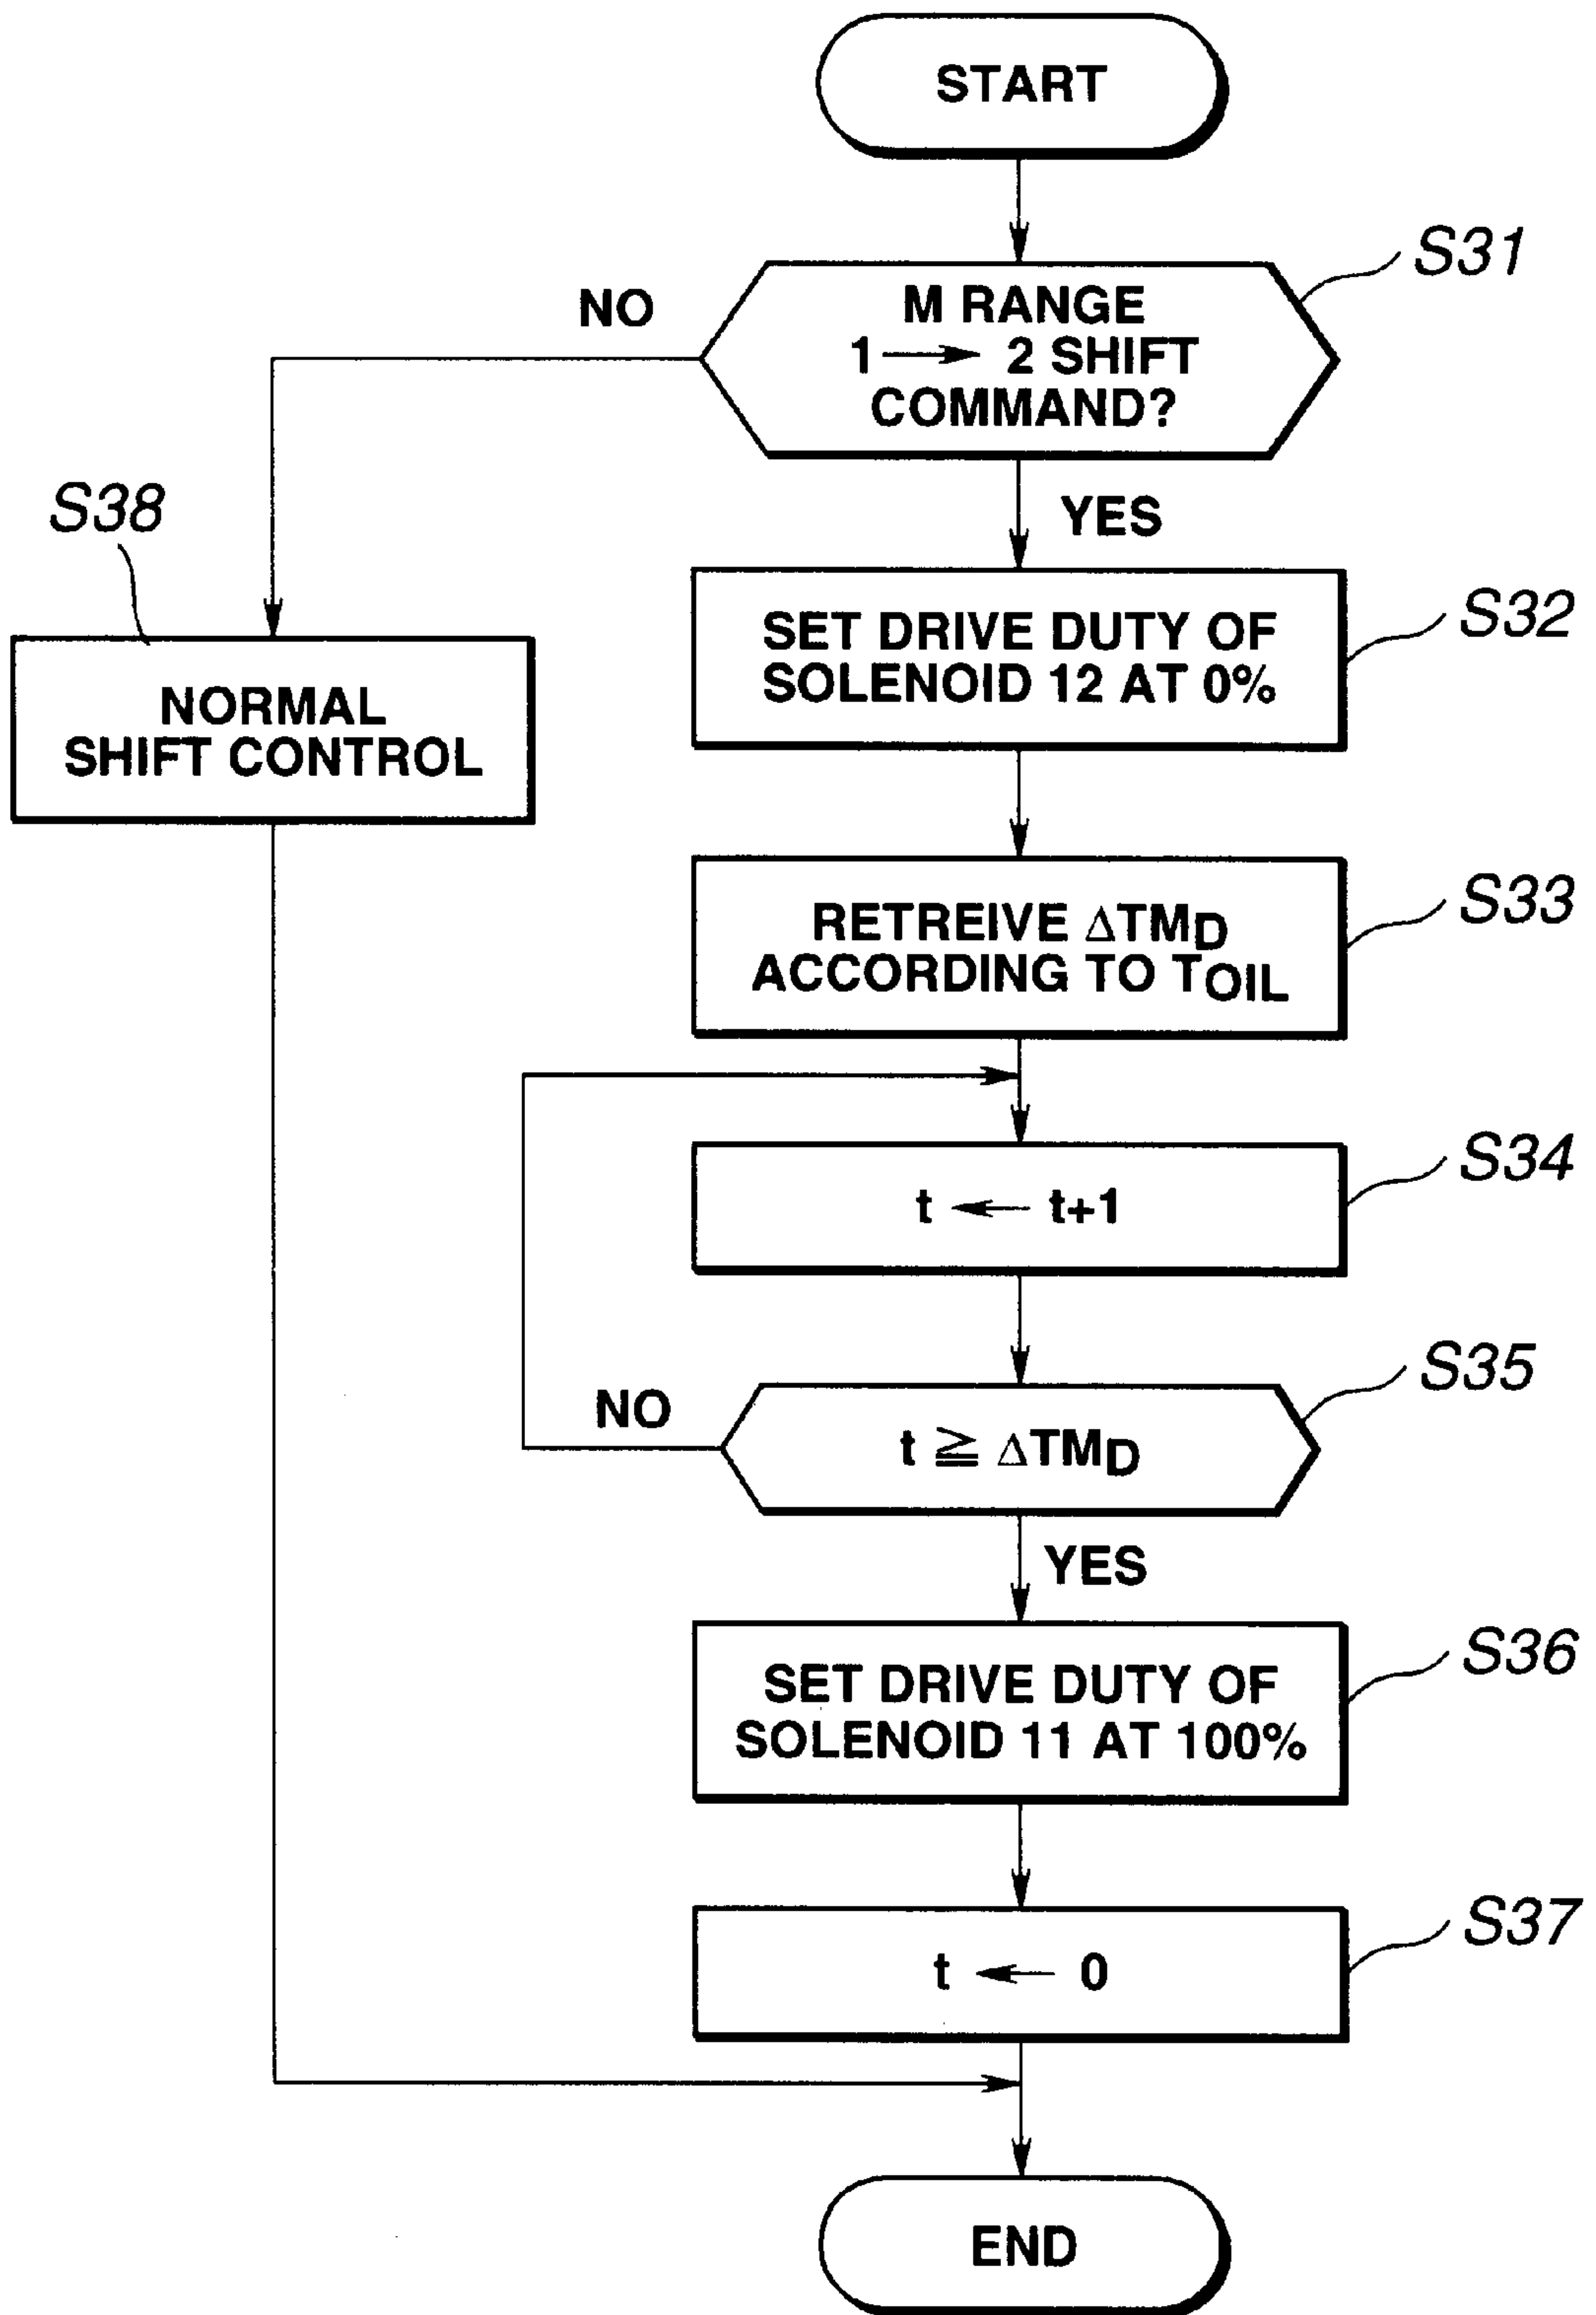 START
S31
NO
M RANGE
1 → 2 SHIFT
COMMAND?
YES
S38
NORMAL
SHIFT CONTROL
S32
SET DRIVE DUTY OF
SOLENOID 12 AT 0%
S33
RETREIVE ΔTMD
ACCORDING TO TOIL
S34
t ← t+1
S35
NO
t ≧ ΔTMD
YES
S36
SET DRIVE DUTY OF
SOLENOID 11 AT 100%
S37
t ← 0
END